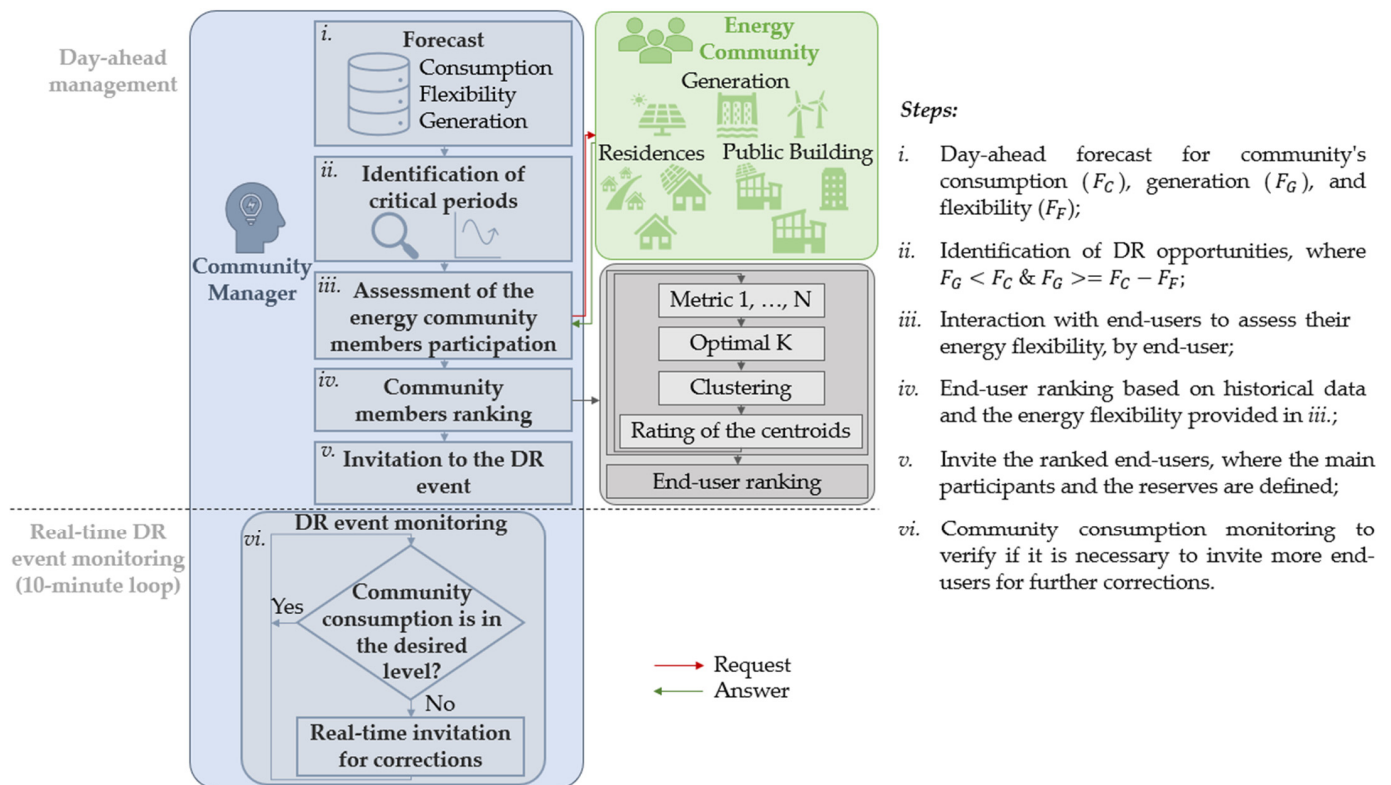 Day-ahead
management
Community
Manager
i.
Forecast
Consumption
Flexibility
Generation
ii.
Identification of
critical periods
iii.
Assessment of the
energy community
members participation
iv.
Community
members ranking
v.
Invitation to the DR
event
Energy
Community
Generation
Residences
Public Building
Metric 1, …, N
Optimal K
Clustering
Rating of the centroids
End-user ranking
Real-time DR
event monitoring
(10-minute loop)
DR event monitoring
vi.
Yes
Community
consumption is in
the desired
level?
No
Real-time invitation
for corrections
Request
Answer
Steps:
i. Day-ahead forecast for community's
consumption (F_C), generation (F_G), and
flexibility (F_F);
ii. Identification of DR opportunities, where
F_G < F_C & F_G >= F_C − F_F;
iii. Interaction with end-users to assess their
energy flexibility, by end-user;
iv. End-user ranking based on historical data
and the energy flexibility provided in iii.;
v. Invite the ranked end-users, where the main
participants and the reserves are defined;
vi. Community consumption monitoring to
verify if it is necessary to invite more end-
users for further corrections.